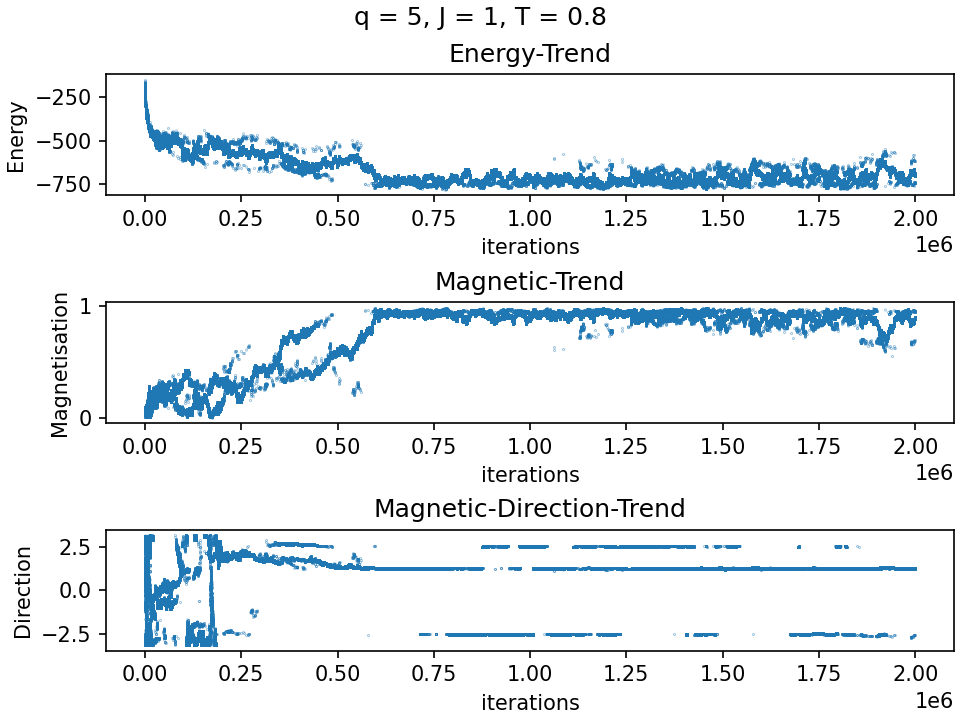 q = 5, J = 1, T = 0.8
Energy-Trend
Energy
−250
−500
−750
0.00 0.25 0.50 0.75 1.00 1.25 1.50 1.75 2.00
iterations
1e6
Magnetic-Trend
Magnetisation
1
0
0.00 0.25 0.50 0.75 1.00 1.25 1.50 1.75 2.00
iterations
1e6
Magnetic-Direction-Trend
Direction
2.5
0.0
−2.5
0.00 0.25 0.50 0.75 1.00 1.25 1.50 1.75 2.00
iterations
1e6